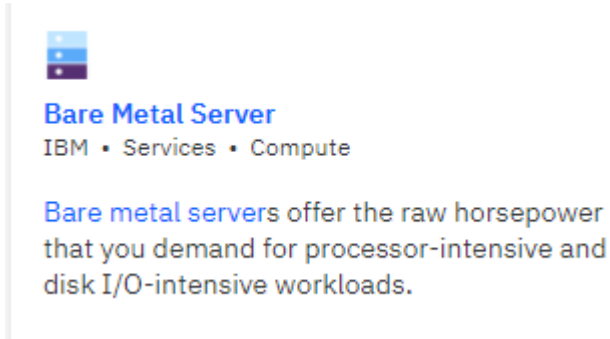 Bare Metal Server
IBM • Services • Compute
Bare metal servers offer the raw horsepower
that you demand for processor-intensive and
disk I/O-intensive workloads.